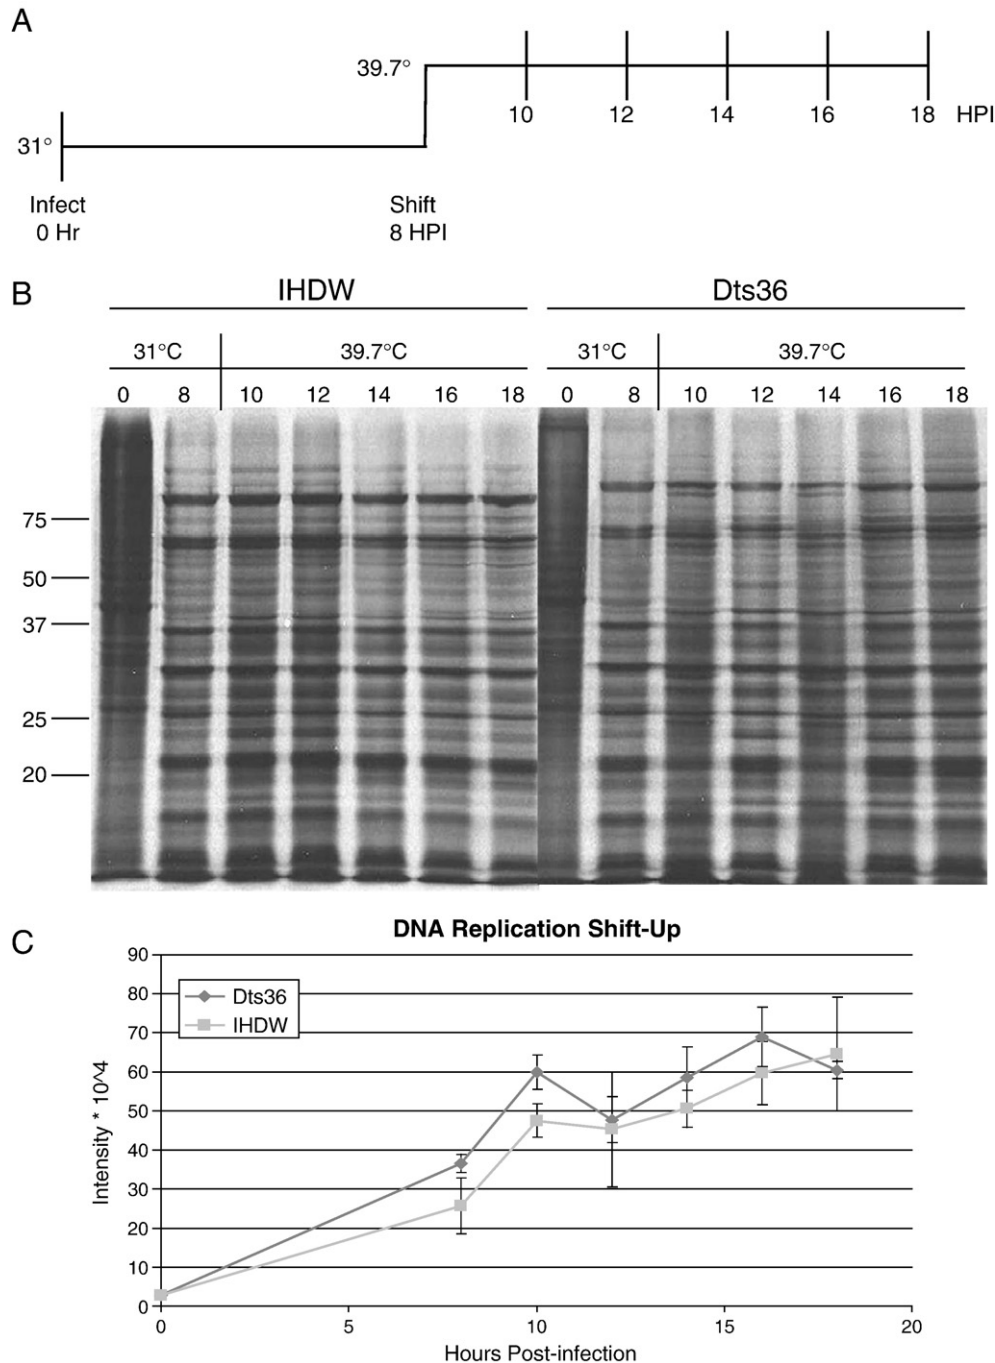 A
39.7°
10 12 14 16 18 HPI
31°
Infect Shift
0 Hr 8 HPI
B
IHDW Dts36
31°C 39.7°C 31°C 39.7°C
0 8 10 12 14 16 18 0 8 10 12 14 16 18
75
50
37
25
20
C
DNA Replication Shift-Up
90
80
70
60
50
40
30
20
10
0
Intensity * 10^4
Dts36
IHDW
0 5 10 15 20
Hours Post-infection